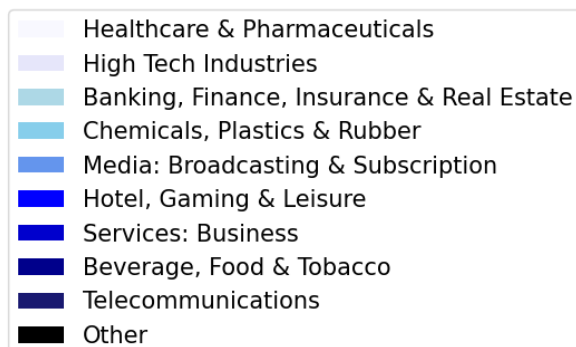 Healthcare & Pharmaceuticals
High Tech Industries
Banking, Finance, Insurance & Real Estate
Chemicals, Plastics & Rubber
Media: Broadcasting & Subscription
Hotel, Gaming & Leisure
Services: Business
Beverage, Food & Tobacco
Telecommunications
Other